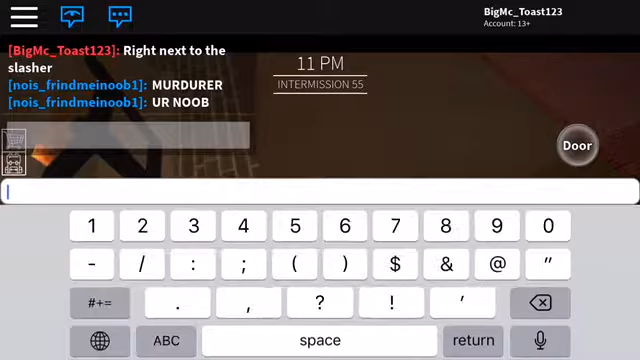 BigMc_Toast123
Account: 13+
[BigMc_Toast123]: Right next to the
slasher
[nois_frindmeinoob1]: MURDURER
[nois_frindmeinoob1]: UR NOOB
11 PM
INTERMISSION 55
Door
1 2 3 4 5 6 7 8 9 0
- / : ; ( ) $ & @ "
#+= . , ? ! '
ABC space return